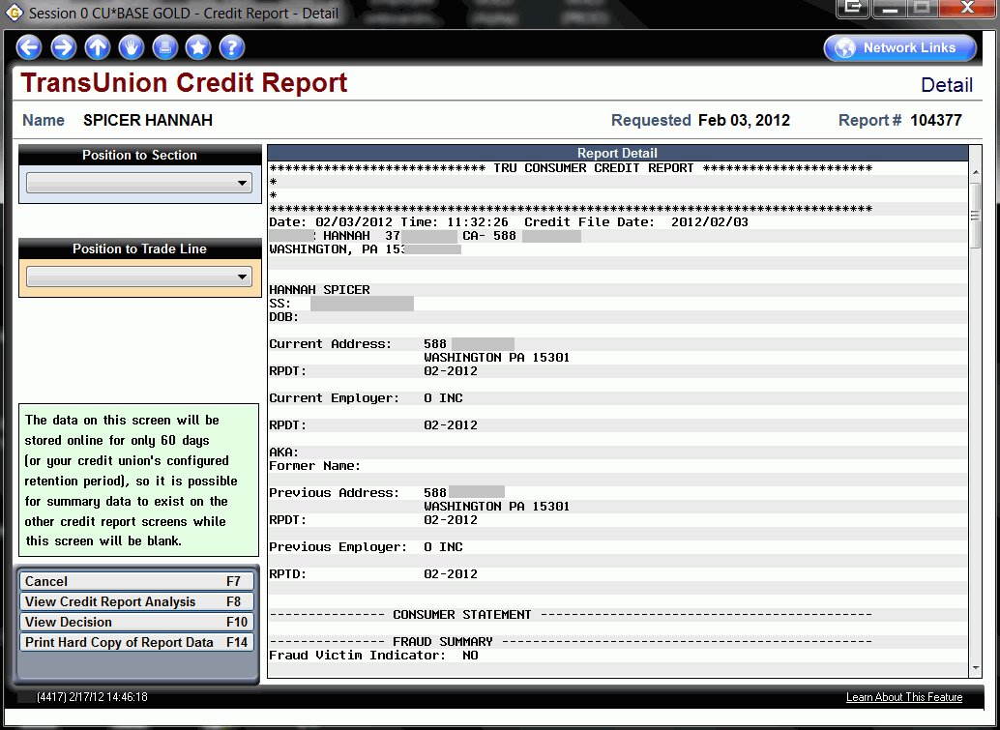 Session 0 CU*BASE GOLD - Credit Report - Detail
Network Links
TransUnion Credit Report
Detail
Name SPICER HANNAH
Requested Feb 03, 2012
Report # 104377
Position to Section
Position to Trade Line
The data on this screen will be
stored online for only 60 days
(or your credit union's configured
retention period), so it is possible
for summary data to exist on the
other credit report screens while
this screen will be blank.
Cancel F7
View Credit Report Analysis F8
View Decision F10
Print Hard Copy of Report Data F14
Report Detail
**************************** TRU CONSUMER CREDIT REPORT **********************
*
*
******************************************************************************
Date: 02/03/2012 Time: 11:32:26 Credit File Date: 2012/02/03
: HANNAH 37 CA- 588
WASHINGTON, PA 153
HANNAH SPICER
SS:
DOB:
Current Address: 588
WASHINGTON PA 15301
RPDT: 02-2012
Current Employer: O INC
RPDT: 02-2012
AKA:
Former Name:
Previous Address: 588
WASHINGTON PA 15301
RPDT: 02-2012
Previous Employer: O INC
RPTD: 02-2012
--------------- CONSUMER STATEMENT -------------------------------------------
--------------- FRAUD SUMMARY ------------------------------------------------
Fraud Victim Indicator: NO
(4417) 2/17/12 14:46:18
Learn About This Feature